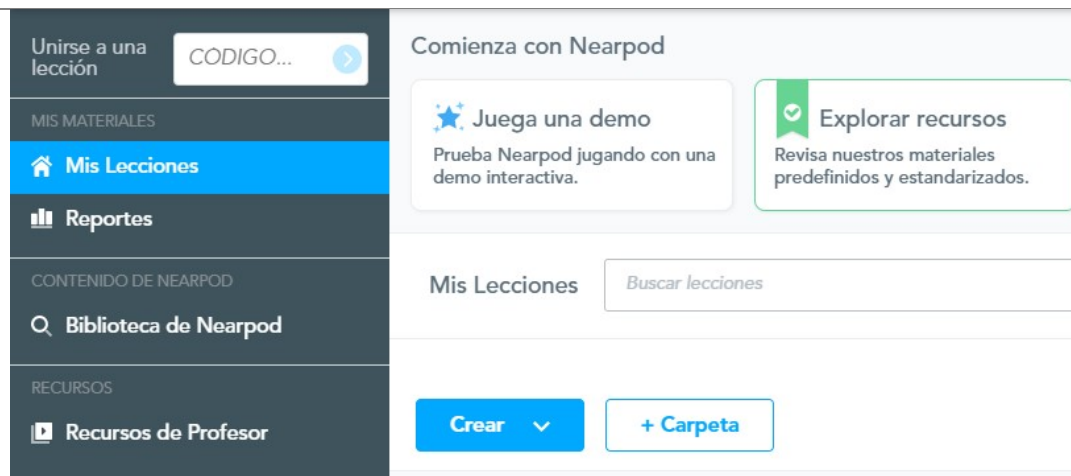 Unirse a una
lección
CÓDIGO...
MIS MATERIALES
Mis Lecciones
Reportes
CONTENIDO DE NEARPOD
Biblioteca de Nearpod
RECURSOS
Recursos de Profesor
Comienza con Nearpod
Juega una demo
Prueba Nearpod jugando con una
demo interactiva.
Explorar recursos
Revisa nuestros materiales
predefinidos y estandarizados.
Mis Lecciones
Buscar lecciones
Crear
+ Carpeta